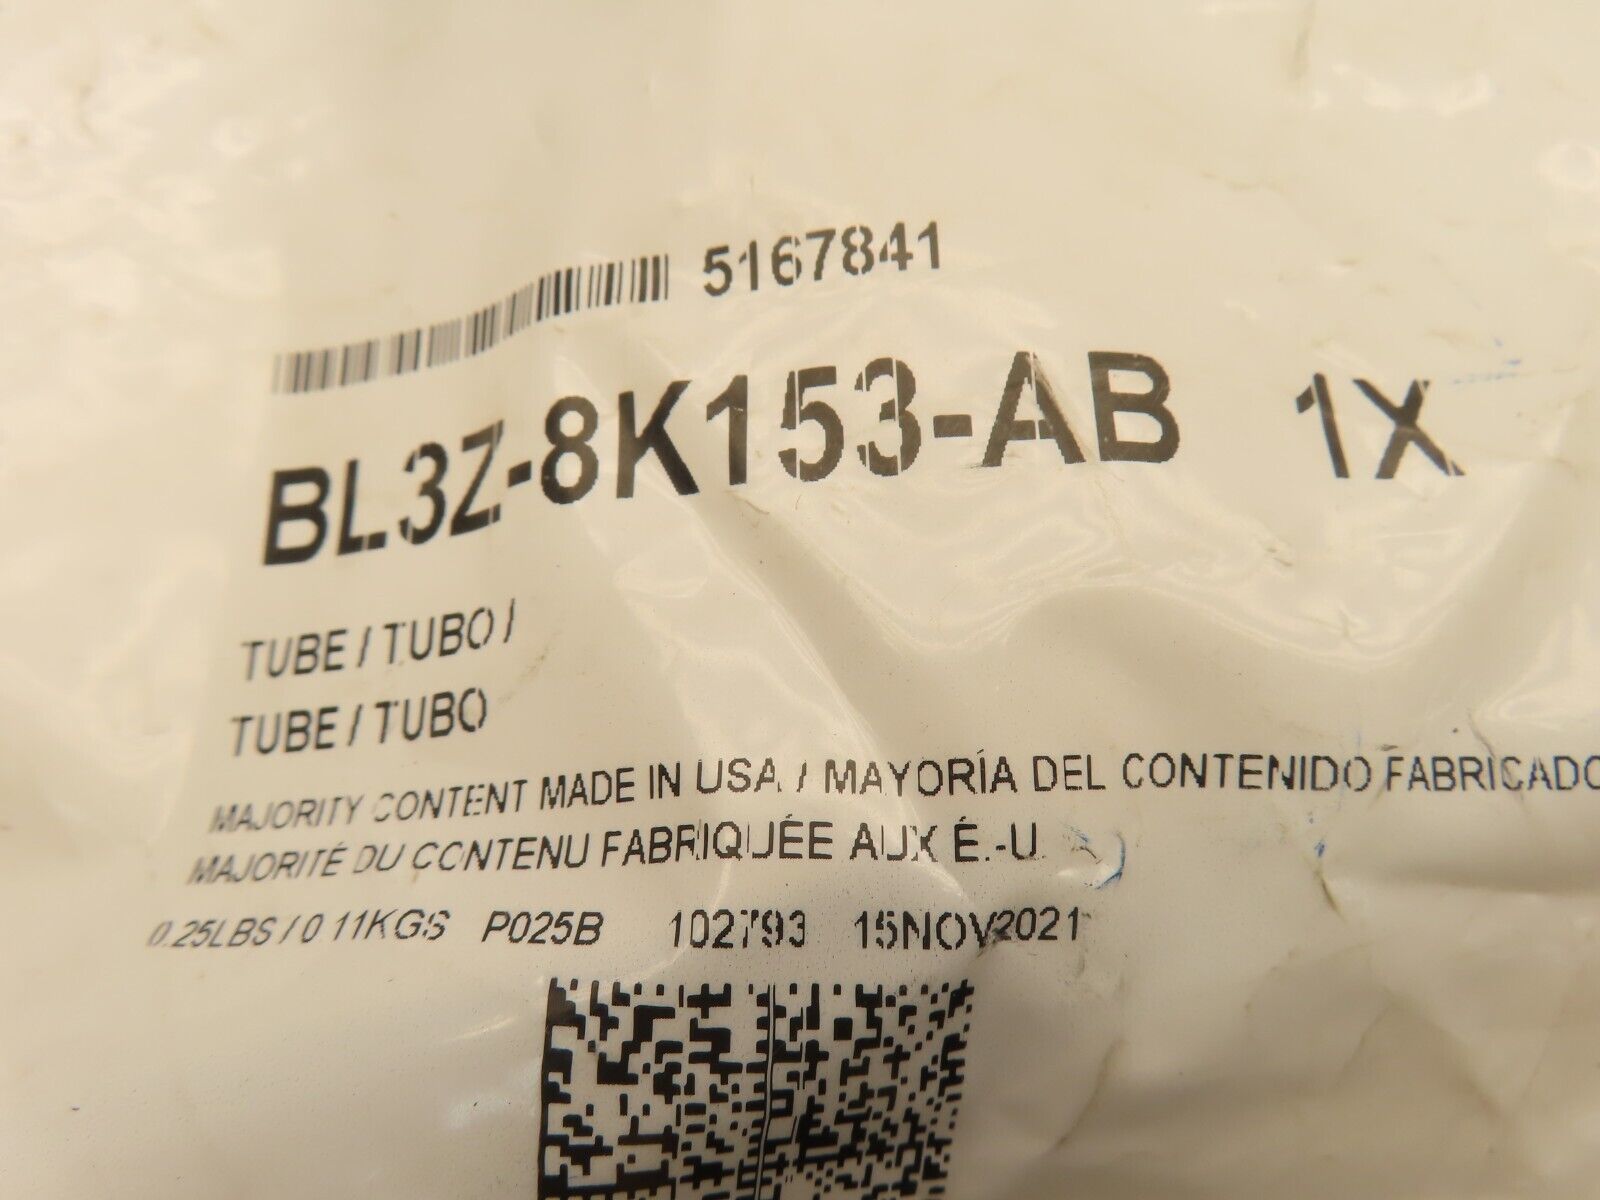 5167841
BL3Z-8K153-AB 1X
TUBE / TUBO /
TUBE / TUBO
MAJORITY CONTENT MADE IN USA / MAYORÍA DEL CONTENIDO FABRICADO
MAJORITÉ DU CONTENU FABRIQUÉE AUX É.-U.
0.25LBS / 0.11KGS P025B 102793 15NOV2021